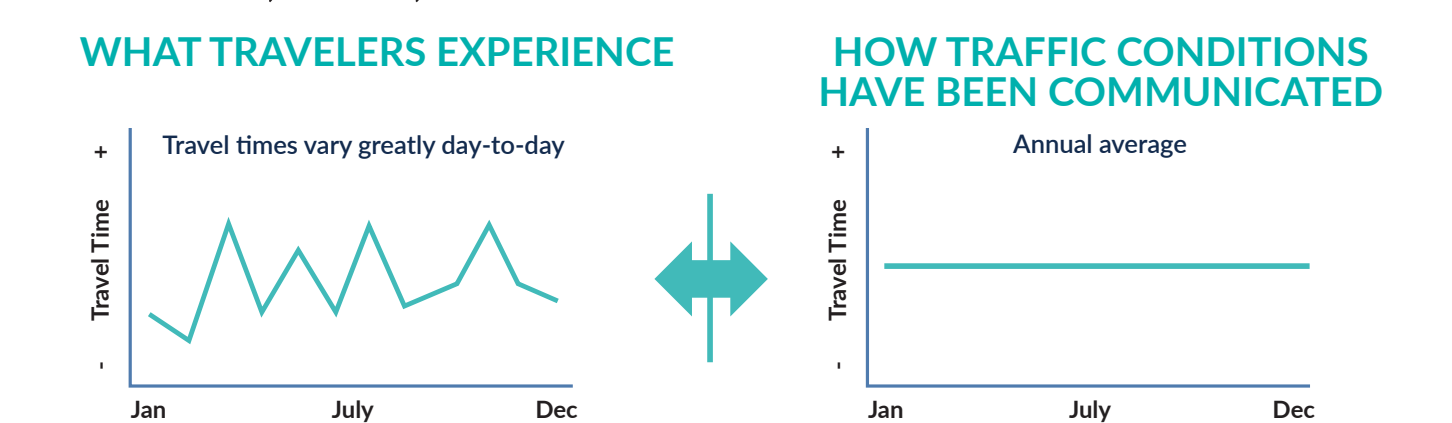 WHAT TRAVELERS EXPERIENCE
Travel times vary greatly day-to-day
+
Travel Time
-
Jan
July
Dec
HOW TRAFFIC CONDITIONS
HAVE BEEN COMMUNICATED
Annual average
+
Travel Time
-
Jan
July
Dec